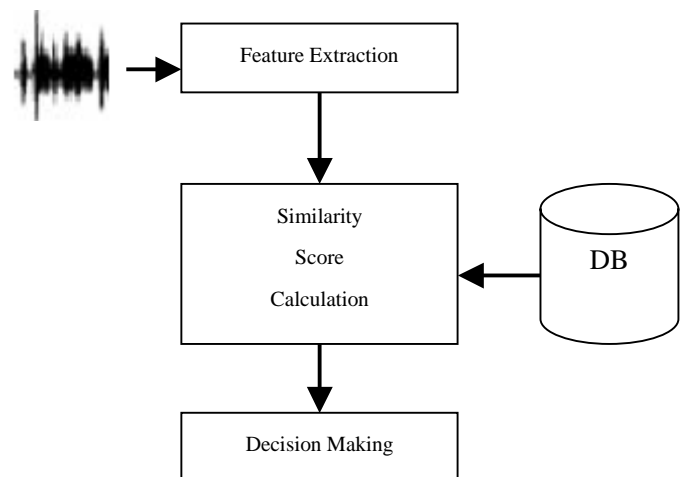 Feature Extraction
Similarity
Score
Calculation
DB
Decision Making